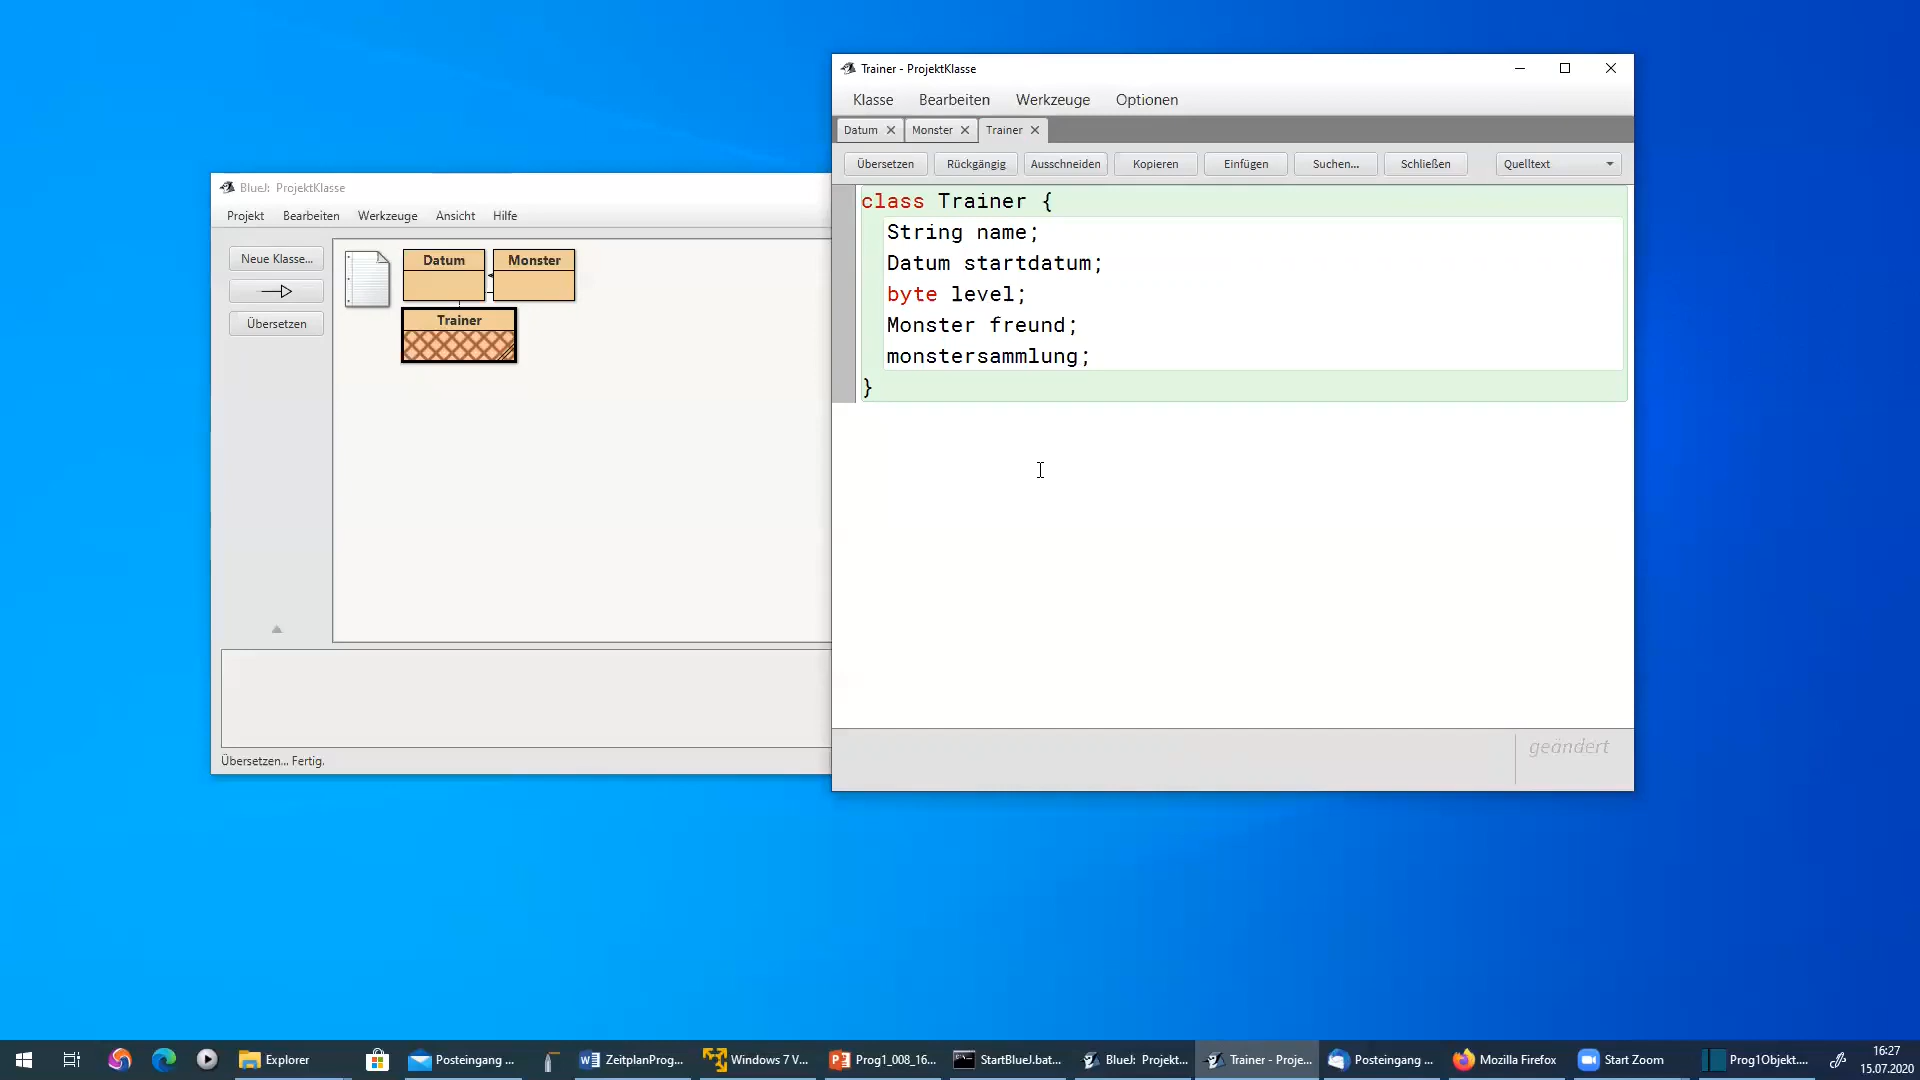 Trainer - ProjektKlasse
Klasse Bearbeiten Werkzeuge Optionen
Datum Monster Trainer
Übersetzen Rückgängig Ausschneiden Kopieren Einfügen Suchen... Schließen Quelltext
class Trainer {
String name;
Datum startdatum;
byte level;
Monster freund;
monstersammlung;
}
geändert
BlueJ: ProjektKlasse
Projekt Bearbeiten Werkzeuge Ansicht Hilfe
Neue Klasse...
Übersetzen
Datum Monster
Trainer
Übersetzen... Fertig.
Explorer Posteingang ... ZeitplanProg... Windows 7 V... Prog1_008_16... StartBlueJ.bat... BlueJ: Projekt... Trainer - Proje... Posteingang ... Mozilla Firefox Start Zoom Prog1Objekt.... 16:27
15.07.2020